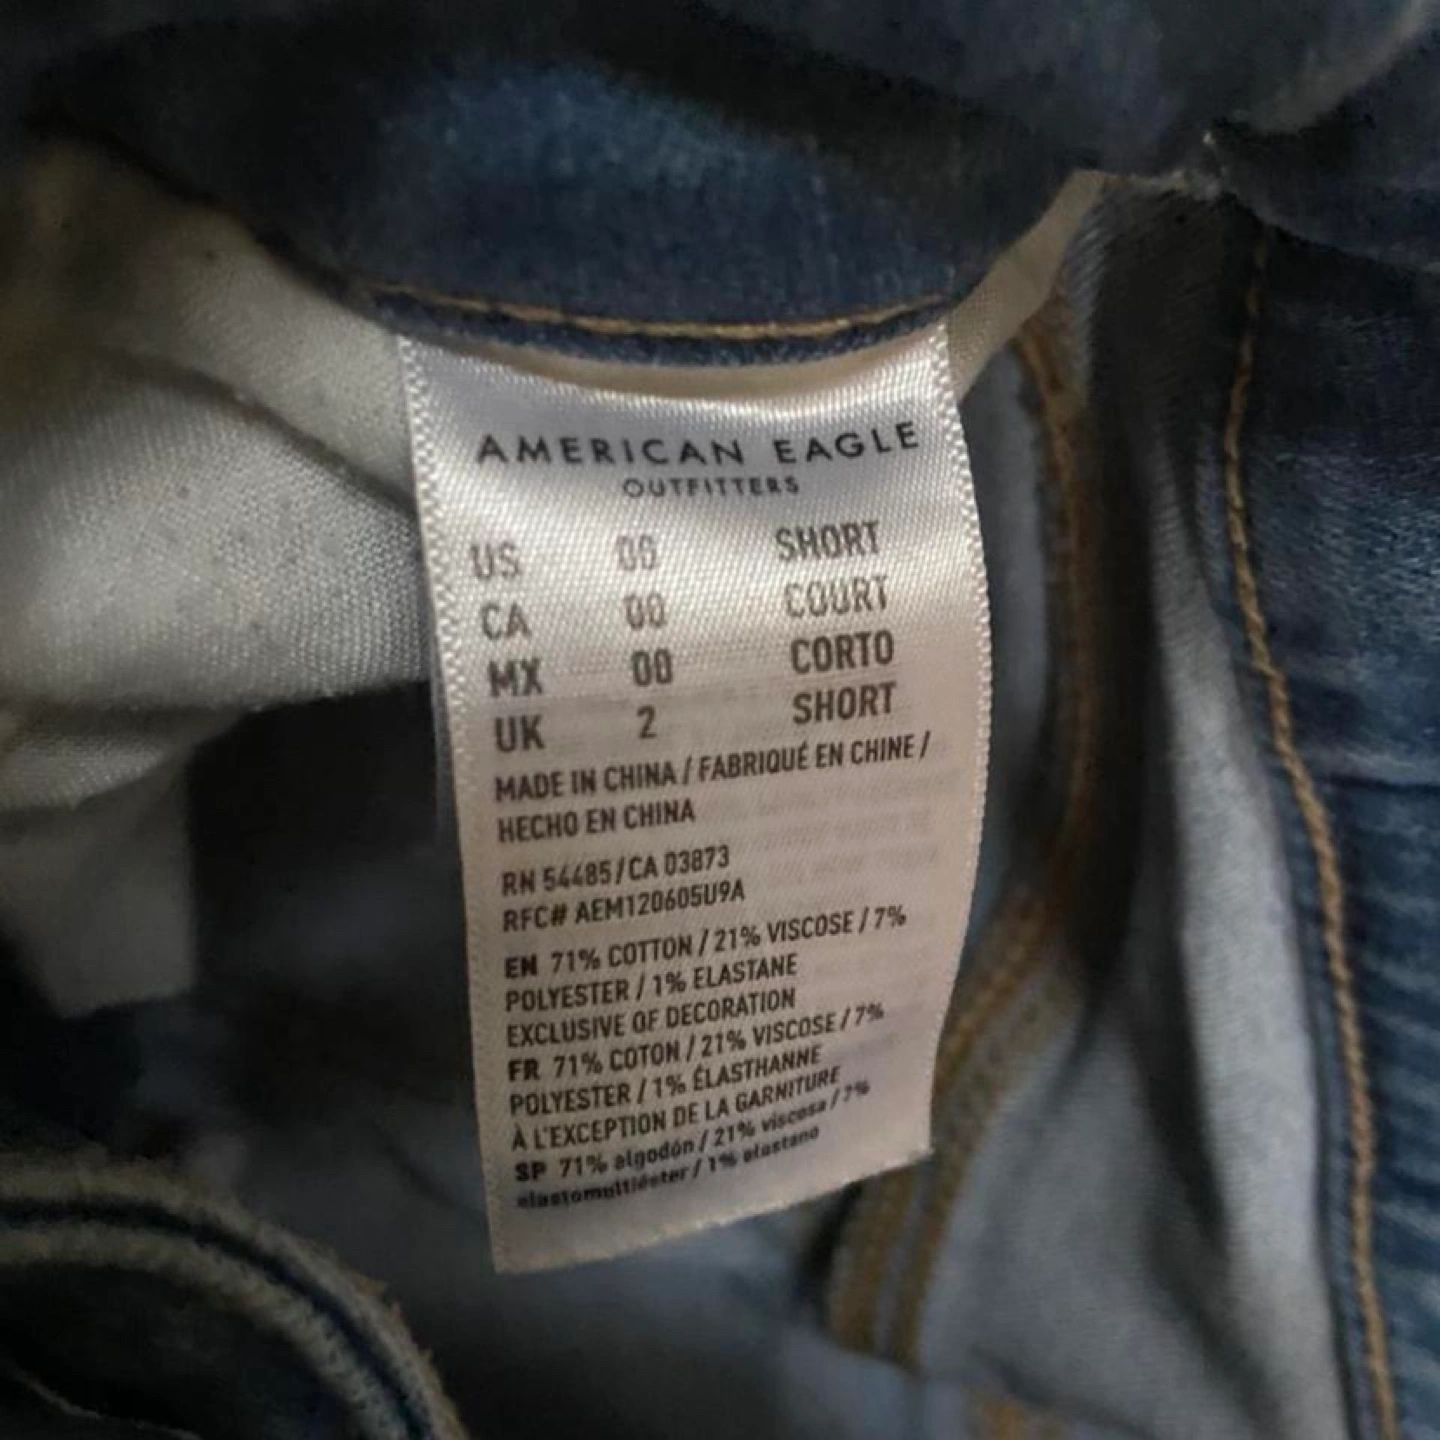 AMERICAN EAGLE
OUTFITTERS
US 00 SHORT
CA 00 COURT
MX 00 CORTO
UK 2 SHORT
MADE IN CHINA / FABRIQUÉ EN CHINE /
HECHO EN CHINA
RN 54485 / CA 03873
RFC# AEM120605U9A
EN 71% COTTON / 21% VISCOSE / 7%
POLYESTER / 1% ELASTANE
EXCLUSIVE OF DECORATION
FR 71% COTON / 21% VISCOSE / 7%
POLYESTER / 1% ÉLASTHANNE
À L'EXCEPTION DE LA GARNITURE
SP 71% algodón / 21% viscosa / 7%
elastomultiéster / 1% elastano